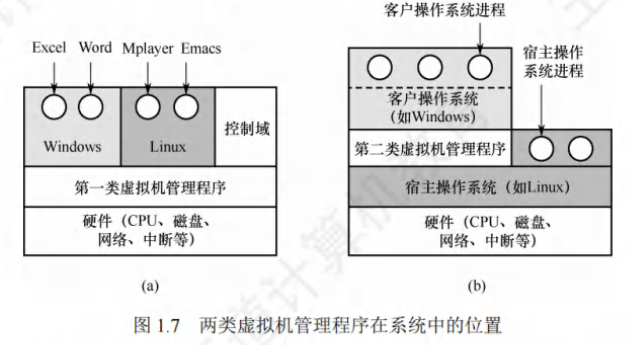 Excel Word Mplayer Emacs
Windows
Linux
控制域
第一类虚拟机管理程序
硬件（CPU、磁盘、
网络、中断等）
(a)
客户操作系统进程
宿主操作
系统进程
客户操作系统
（如Windows）
第二类虚拟机管理程序
宿主操作系统（如Linux）
硬件（CPU、磁盘、
网络、中断等）
(b)
图 1.7 两类虚拟机管理程序在系统中的位置